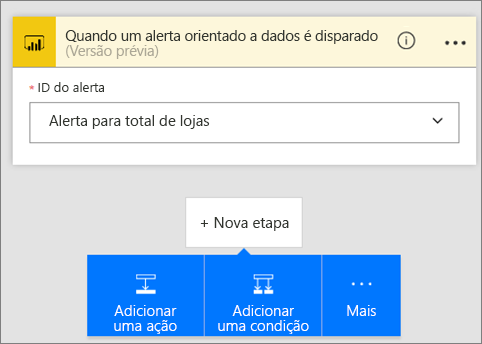 Quando um alerta orientado a dados é disparado
(Versão prévia)
* ID do alerta
Alerta para total de lojas
+ Nova etapa
Adicionar
uma ação
Adicionar
uma condição
Mais